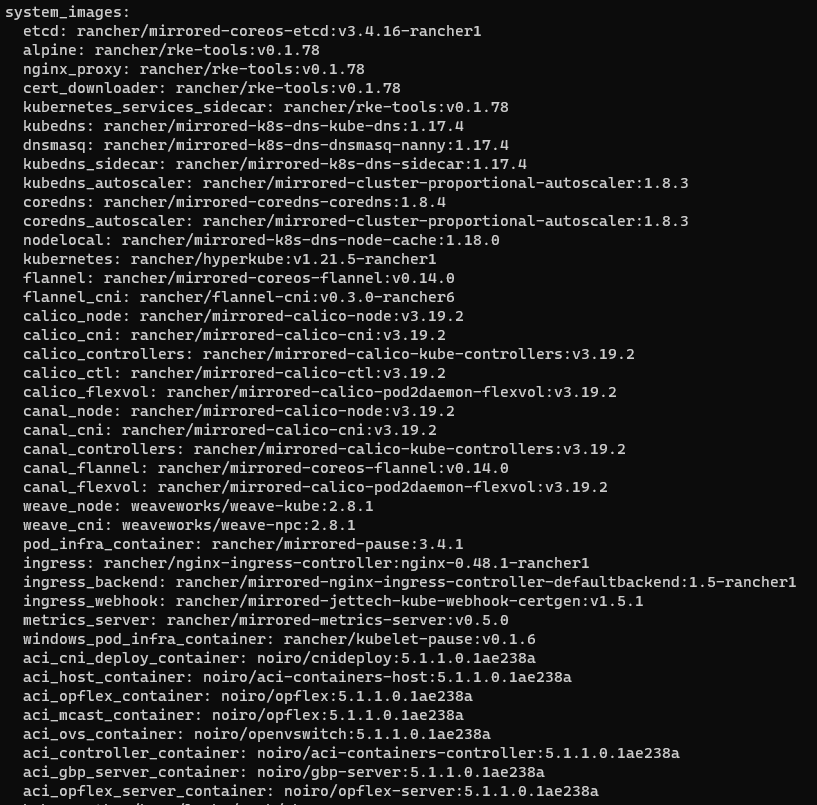 system_images:
etcd: rancher/mirrored-coreos-etcd:v3.4.16-rancher1
alpine: rancher/rke-tools:v0.1.78
nginx_proxy: rancher/rke-tools:v0.1.78
cert_downloader: rancher/rke-tools:v0.1.78
kubernetes_services_sidecar: rancher/rke-tools:v0.1.78
kubedns: rancher/mirrored-k8s-dns-kube-dns:1.17.4
dnsmasq: rancher/mirrored-k8s-dns-dnsmasq-nanny:1.17.4
kubedns_sidecar: rancher/mirrored-k8s-dns-sidecar:1.17.4
kubedns_autoscaler: rancher/mirrored-cluster-proportional-autoscaler:1.8.3
coredns: rancher/mirrored-coredns-coredns:1.8.4
coredns_autoscaler: rancher/mirrored-cluster-proportional-autoscaler:1.8.3
nodelocal: rancher/mirrored-k8s-dns-node-cache:1.18.0
kubernetes: rancher/hyperkube:v1.21.5-rancher1
flannel: rancher/mirrored-coreos-flannel:v0.14.0
flannel_cni: rancher/flannel-cni:v0.3.0-rancher6
calico_node: rancher/mirrored-calico-node:v3.19.2
calico_cni: rancher/mirrored-calico-cni:v3.19.2
calico_controllers: rancher/mirrored-calico-kube-controllers:v3.19.2
calico_ctl: rancher/mirrored-calico-ctl:v3.19.2
calico_flexvol: rancher/mirrored-calico-pod2daemon-flexvol:v3.19.2
canal_node: rancher/mirrored-calico-node:v3.19.2
canal_cni: rancher/mirrored-calico-cni:v3.19.2
canal_controllers: rancher/mirrored-calico-kube-controllers:v3.19.2
canal_flannel: rancher/mirrored-coreos-flannel:v0.14.0
canal_flexvol: rancher/mirrored-calico-pod2daemon-flexvol:v3.19.2
weave_node: weaveworks/weave-kube:2.8.1
weave_cni: weaveworks/weave-npc:2.8.1
pod_infra_container: rancher/mirrored-pause:3.4.1
ingress: rancher/nginx-ingress-controller:nginx-0.48.1-rancher1
ingress_backend: rancher/mirrored-nginx-ingress-controller-defaultbackend:1.5-rancher1
ingress_webhook: rancher/mirrored-jettech-kube-webhook-certgen:v1.5.1
metrics_server: rancher/mirrored-metrics-server:v0.5.0
windows_pod_infra_container: rancher/kubelet-pause:v0.1.6
aci_cni_deploy_container: noiro/cnideploy:5.1.1.0.1ae238a
aci_host_container: noiro/aci-containers-host:5.1.1.0.1ae238a
aci_opflex_container: noiro/opflex:5.1.1.0.1ae238a
aci_mcast_container: noiro/opflex:5.1.1.0.1ae238a
aci_ovs_container: noiro/openvswitch:5.1.1.0.1ae238a
aci_controller_container: noiro/aci-containers-controller:5.1.1.0.1ae238a
aci_gbp_server_container: noiro/gbp-server:5.1.1.0.1ae238a
aci_opflex_server_container: noiro/opflex-server:5.1.1.0.1ae238a